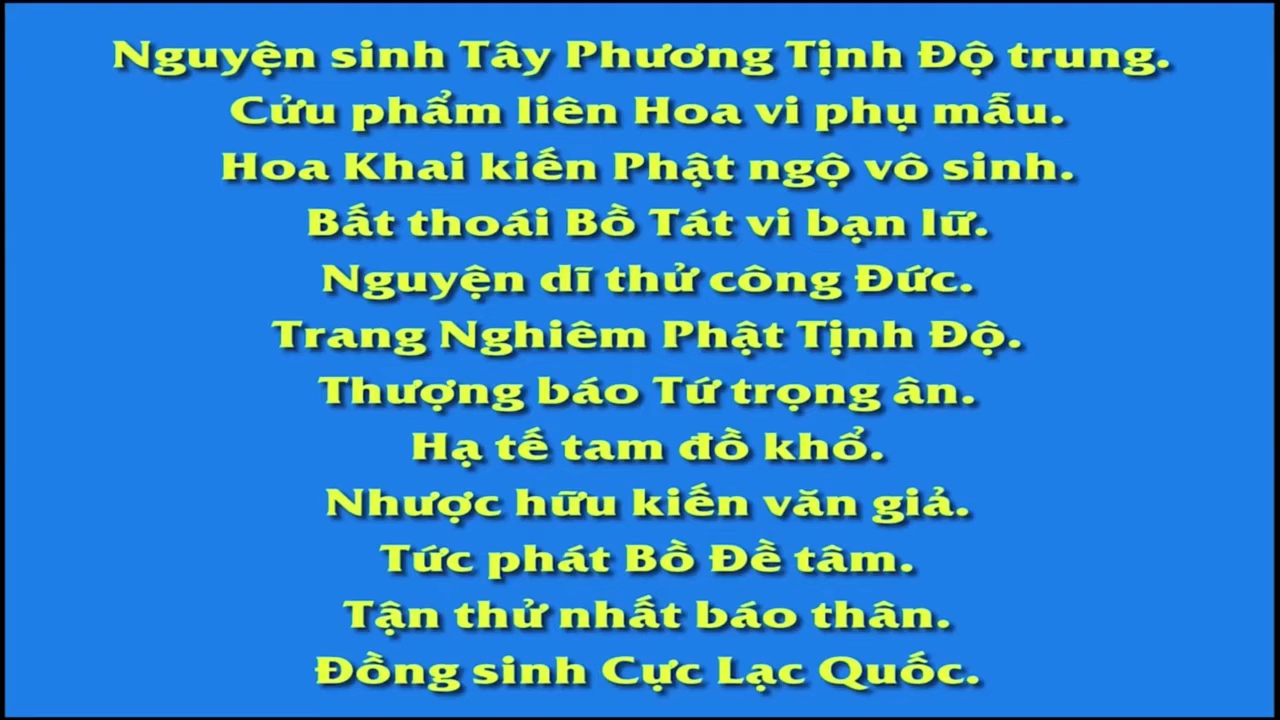 Nguyện sinh Tây Phương Tịnh Độ trung.
Cửu phẩm liên Hoa vi phụ mẫu.
Hoa Khai kiến Phật ngộ vô sinh.
Bất thoái Bồ Tát vi bạn lữ.
Nguyện dĩ thử công Đức.
Trang Nghiêm Phật Tịnh Độ.
Thượng báo Tứ trọng ân.
Hạ tế tam đồ khổ.
Nhược hữu kiến văn giả.
Tức phát Bồ Đề tâm.
Tận thử nhất báo thân.
Đồng sinh Cực Lạc Quốc.